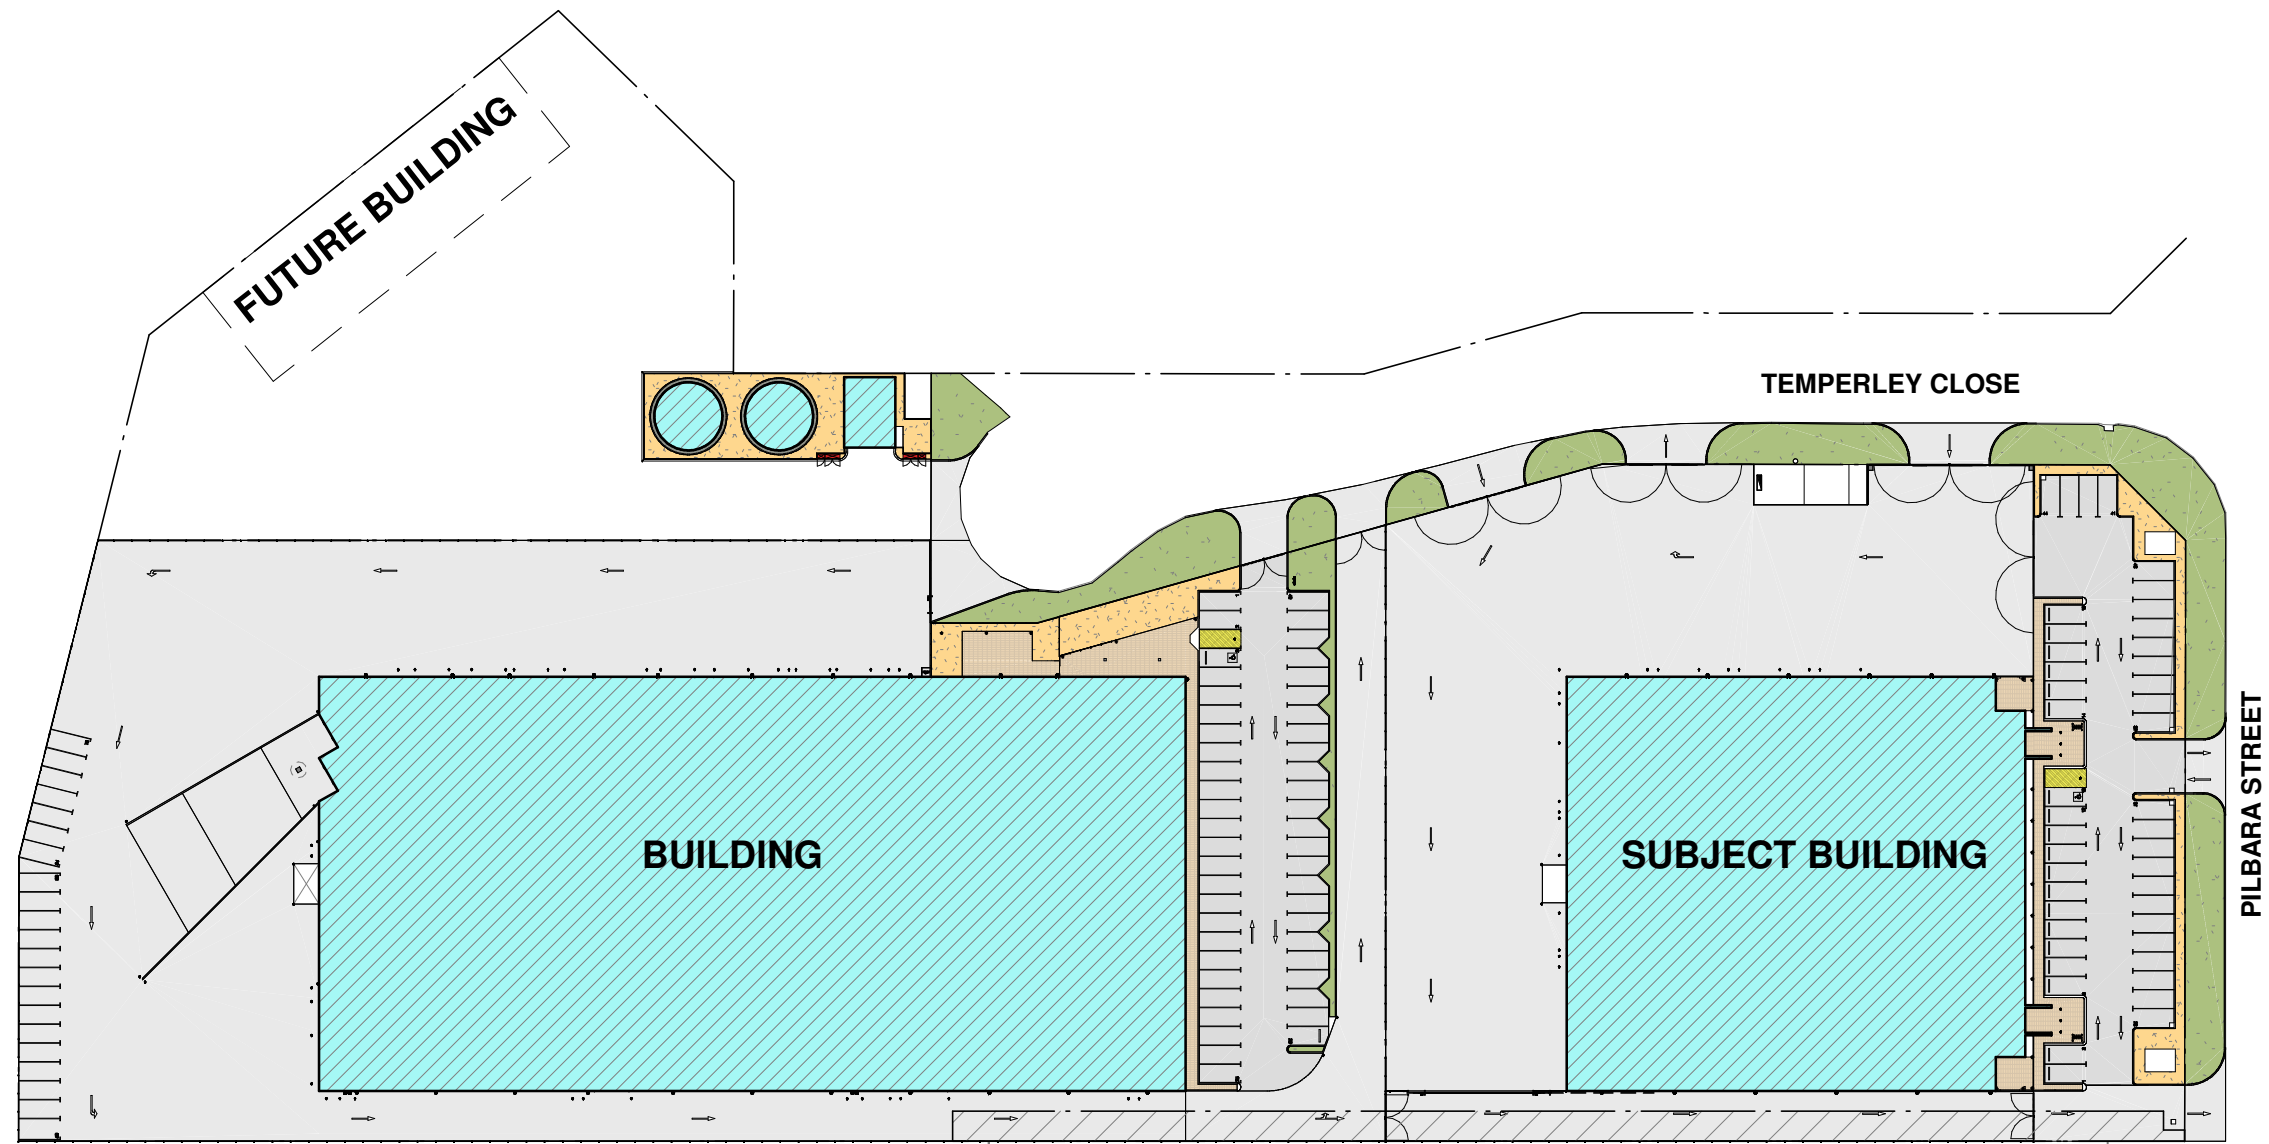 FUTURE BUILDING
TEMPERLEY CLOSE
BUILDING
SUBJECT BUILDING
PILBARA STREET